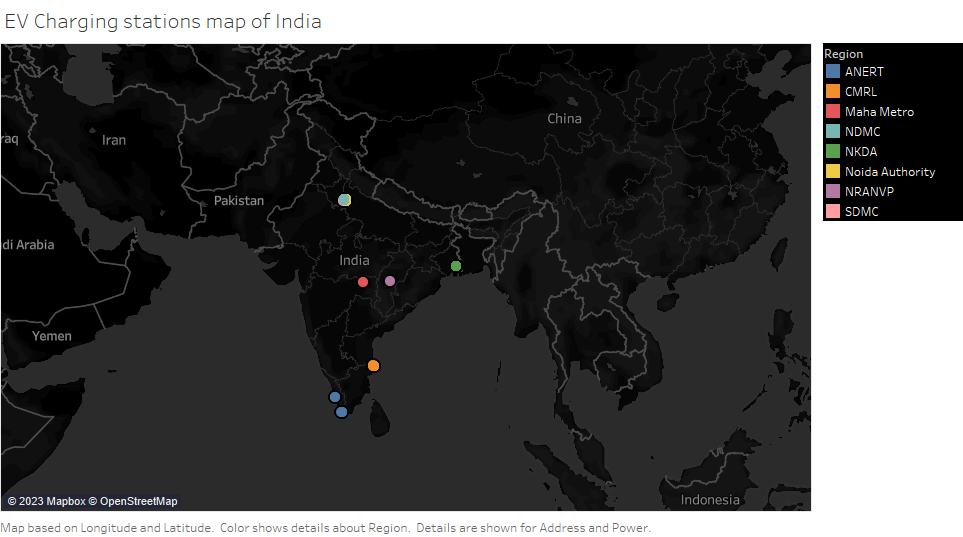 EV Charging stations map of India
Region
ANERT
CMRL
Maha Metro
NDMC
NKDA
Noida Authority
NRANVP
SDMC
China
Iran
raq
Pakistan
di Arabia
India
Yemen
Indonesia
© 2023 Mapbox © OpenStreetMap
Map based on Longitude and Latitude. Color shows details about Region. Details are shown for Address and Power.